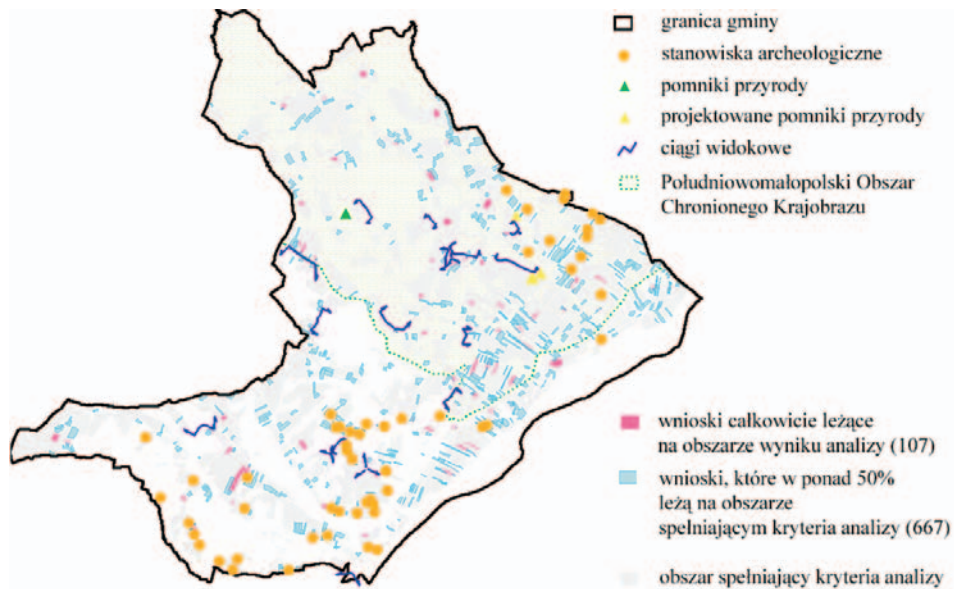 granica gminy
stanowiska archeologiczne
pomniki przyrody
projektowane pomniki przyrody
ciągi widokowe
Południowomałopolski Obszar
Chronionego Krajobrazu
wnioski całkowicie leżące
na obszarze wyniku analizy (107)
wnioski, które w ponad 50%
leżą na obszarze
spełniającym kryteria analizy (667)
obszar spełniający kryteria analizy